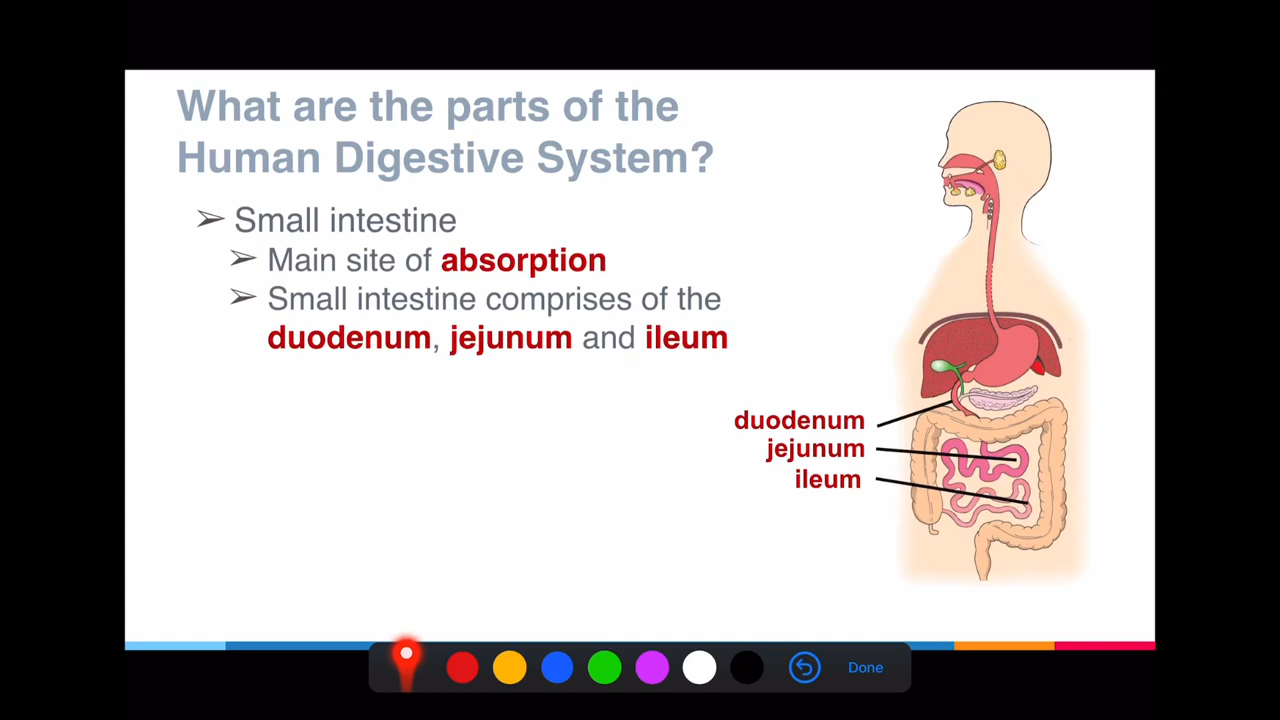 What are the parts of the
Human Digestive System?
➢ Small intestine
➢ Main site of absorption
➢ Small intestine comprises of the
duodenum, jejunum and ileum
duodenum
jejunum
ileum
Done